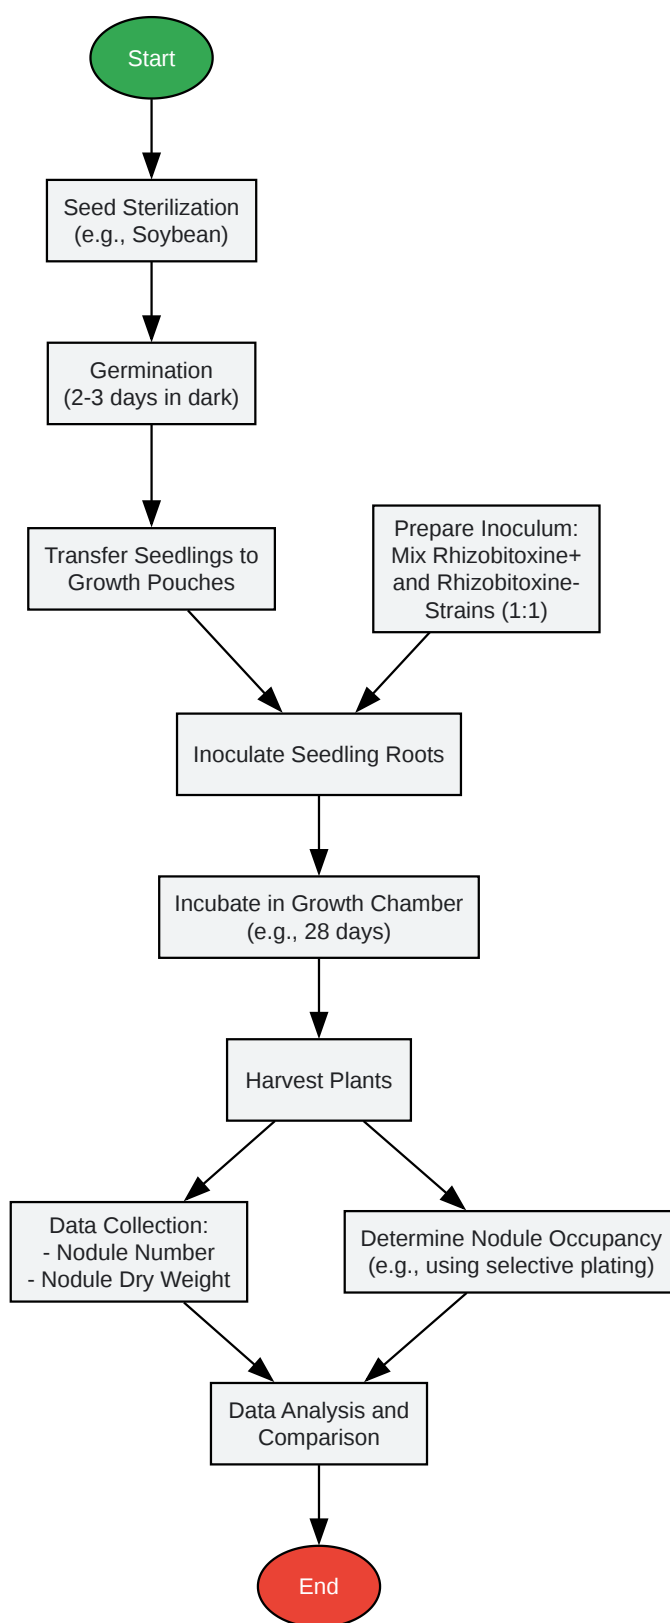 Start
Seed Sterilization
(e.g., Soybean)
Germination
(2-3 days in dark)
Transfer Seedlings to
Growth Pouches
Prepare Inoculum:
Mix Rhizobitoxine+
and Rhizobitoxine-
Strains (1:1)
Inoculate Seedling Roots
Incubate in Growth Chamber
(e.g., 28 days)
Harvest Plants
Data Collection:
- Nodule Number
- Nodule Dry Weight
Determine Nodule Occupancy
(e.g., using selective plating)
Data Analysis and
Comparison
End